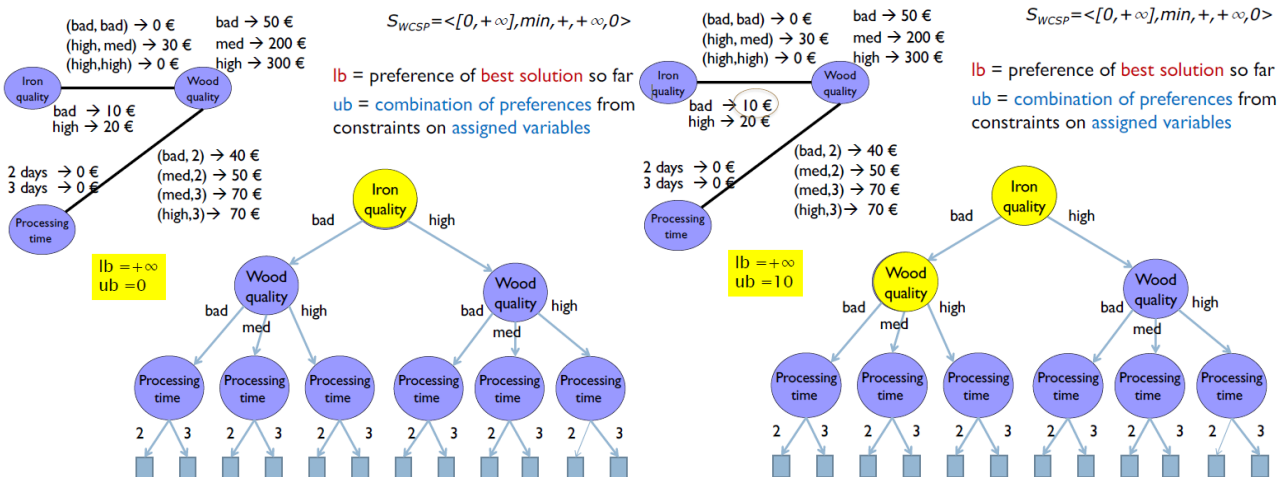 (bad, bad) → 0 €
(high, med) → 30 €
(high,high) → 0 €
bad → 50 €
med → 200 €
high → 300 €
S_WCSP=<[0,+∞],min,+,+∞,0>
Iron quality
Wood quality
bad → 10 €
high → 20 €
lb = preference of best solution so far
ub = combination of preferences from
constraints on assigned variables
2 days → 0 €
3 days → 0 €
(bad, 2) → 40 €
(med,2) → 50 €
(med,3) → 70 €
(high,3) → 70 €
Processing time
lb =+∞
ub =0
Iron quality
bad
high
Wood quality
Wood quality
bad
med
high
bad
med
high
Processing time
Processing time
Processing time
Processing time
Processing time
Processing time
2 3 2 3 2 3 2 3 2 3 2 3
(bad, bad) → 0 €
(high, med) → 30 €
(high,high) → 0 €
bad → 50 €
med → 200 €
high → 300 €
S_WCSP=<[0,+∞],min,+,+∞,0>
Iron quality
Wood quality
bad → 10 €
high → 20 €
lb = preference of best solution so far
ub = combination of preferences from
constraints on assigned variables
2 days → 0 €
3 days → 0 €
(bad, 2) → 40 €
(med,2) → 50 €
(med,3) → 70 €
(high,3) → 70 €
Processing time
lb =+∞
ub =10
Iron quality
bad
high
Wood quality
Wood quality
bad
med
high
bad
med
high
Processing time
Processing time
Processing time
Processing time
Processing time
Processing time
2 3 2 3 2 3 2 3 2 3 2 3